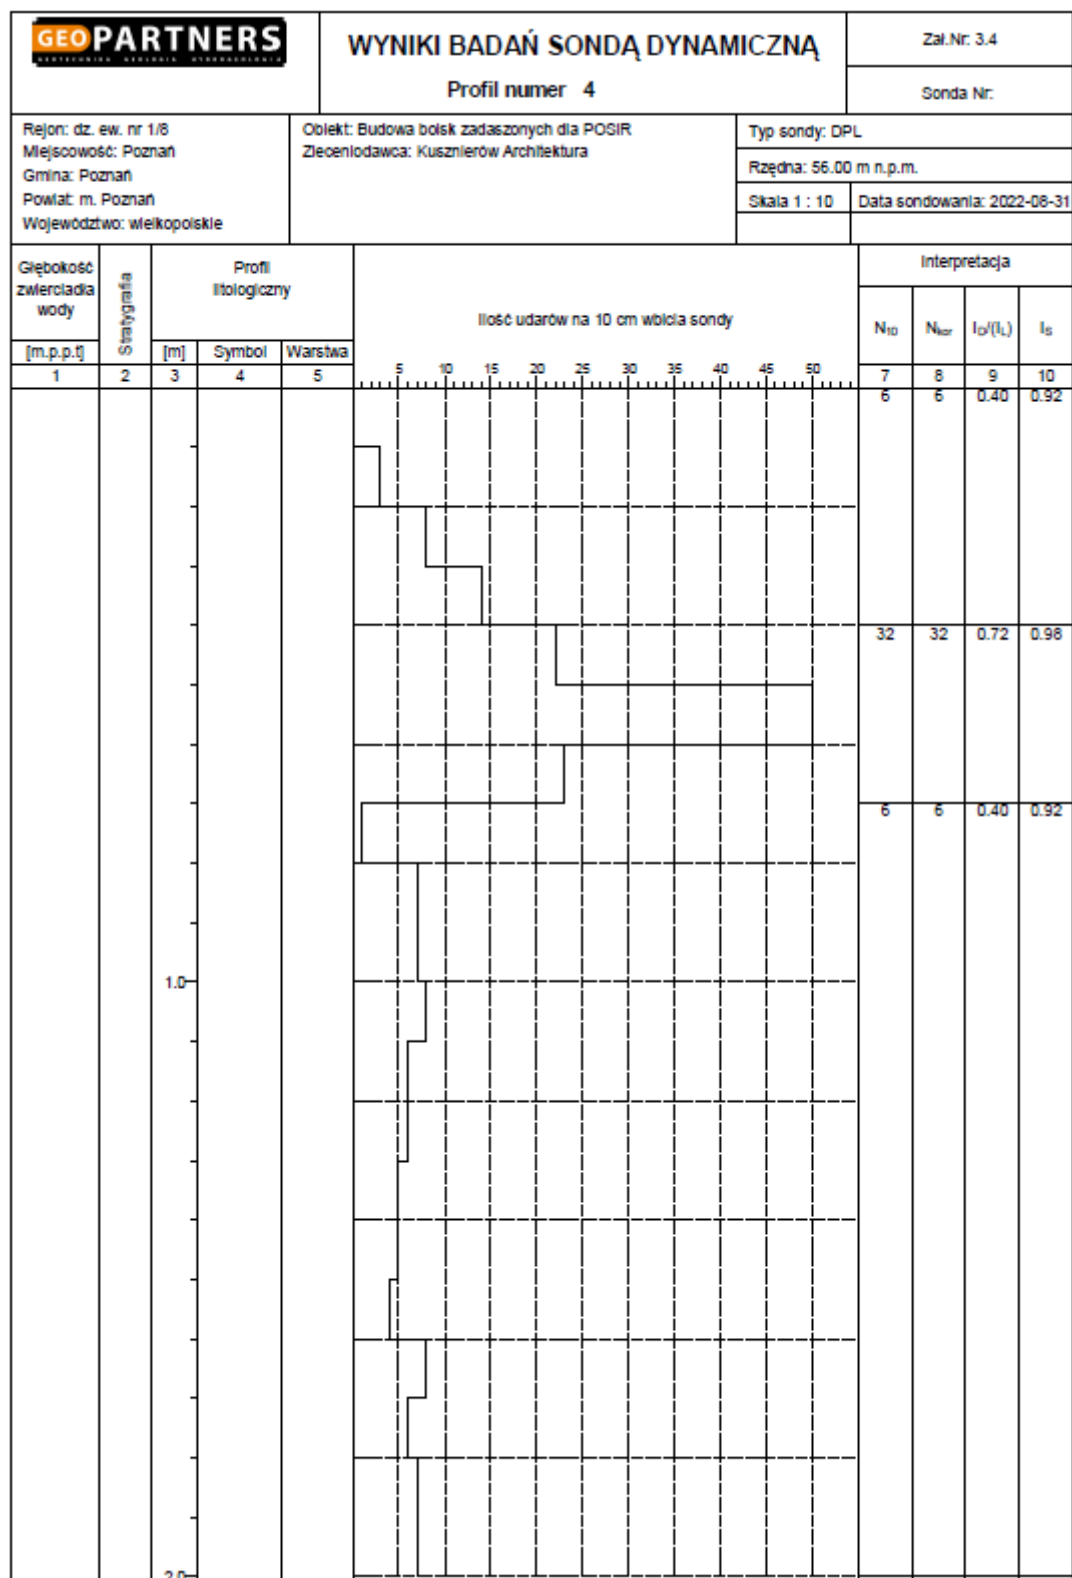 GEOPARTNERS
WYNIKI BADAŃ SONDĄ DYNAMICZNĄ
Profil numer 4
Zał.Nr: 3.4
Sonda Nr:
Rejon: dz. ew. nr 1/8
Miejscowość: Poznań
Gmina: Poznań
Powiat: m. Poznań
Województwo: wielkopolskie
Obiekt: Budowa boisk zadaszonych dla POSIR
Zleceniodawca: Kusznierów Architektura
Typ sondy: DPL
Rzędna: 56.00 m n.p.m.
Skala 1 : 10
Data sondowania: 2022-08-31
Głębokość
zwierciadła
wody
[m.p.p.t]
Stratygrafia
Profil
litologiczny
[m] Symbol Warstwa
Ilość udarów na 10 cm wbicia sondy
Interpretacja
N10 Nkor ID/(IL) IS
5 10 15 20 25 30 35 40 45 50
1 2 3 4 5 7 8 9 10
6 6 0.40 0.92
32 32 0.72 0.98
6 6 0.40 0.92
1.0
2.0